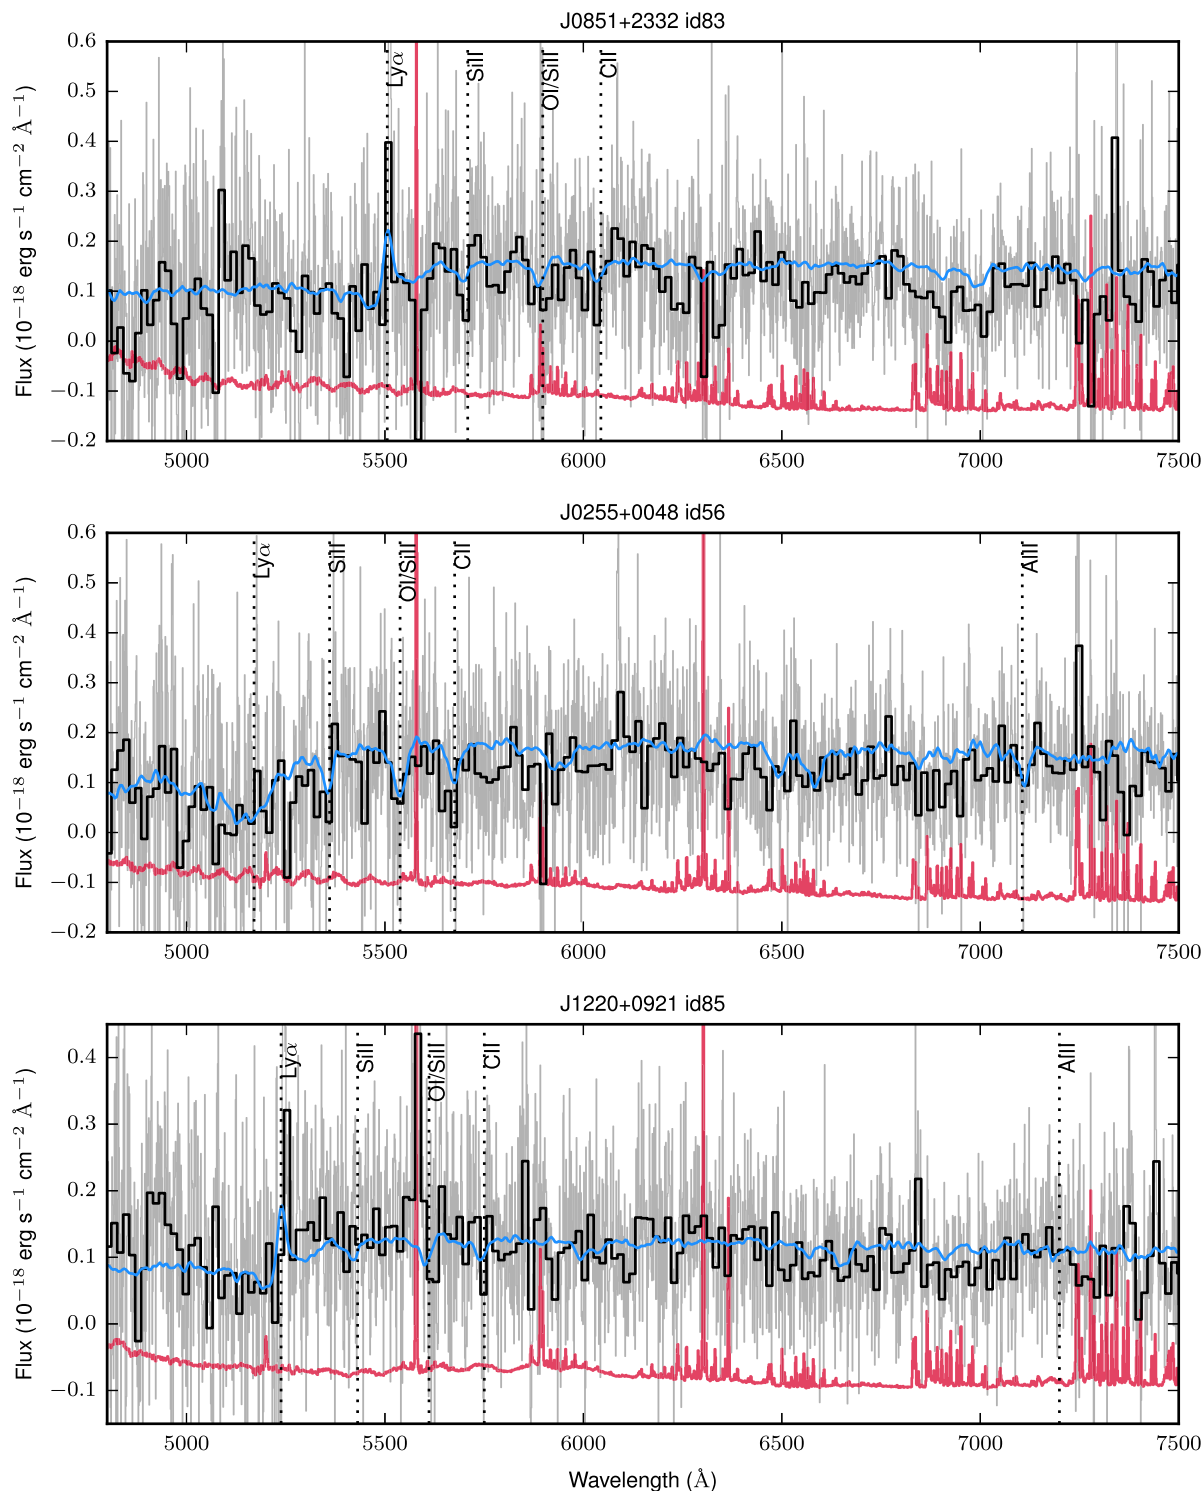 J0851+2332 id83
0.6
0.5
0.4
0.3
0.2
0.1
0.0
−0.1
−0.2
Flux (10⁻¹⁸ erg s⁻¹ cm⁻² Å⁻¹)
Lyα
SiII
OI/SiII
CII
5000 5500 6000 6500 7000 7500
J0255+0048 id56
0.6
0.5
0.4
0.3
0.2
0.1
0.0
−0.1
−0.2
Flux (10⁻¹⁸ erg s⁻¹ cm⁻² Å⁻¹)
Lyα
SiII
OI/SiII
CII
AlIII
5000 5500 6000 6500 7000 7500
J1220+0921 id85
0.4
0.3
0.2
0.1
0.0
−0.1
Flux (10⁻¹⁸ erg s⁻¹ cm⁻² Å⁻¹)
Lyα
SiII
OI/SiII
CII
AlIII
5000 5500 6000 6500 7000 7500
Wavelength (Å)